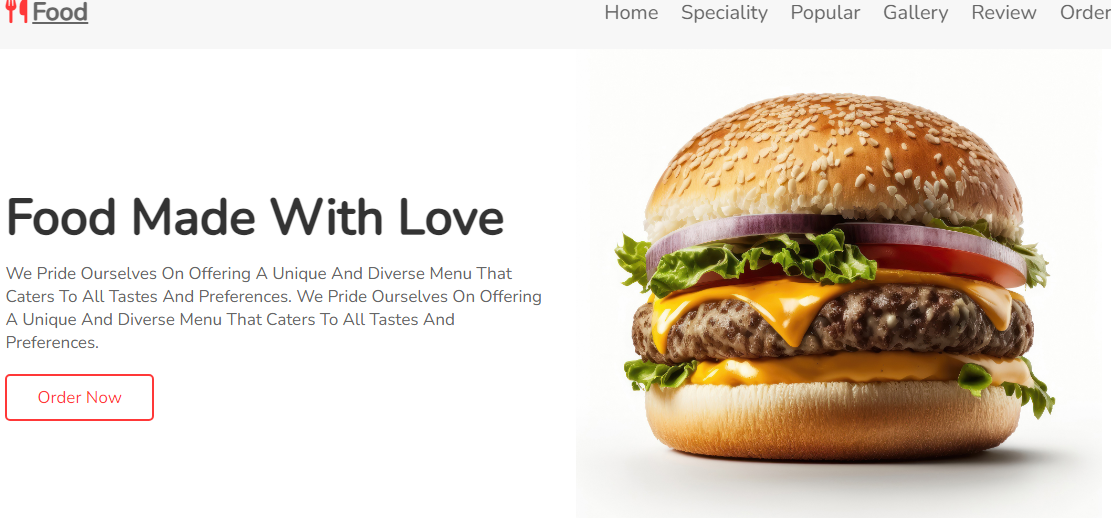 Food
Home Speciality Popular Gallery Review Order
Food Made With Love
We Pride Ourselves On Offering A Unique And Diverse Menu That
Caters To All Tastes And Preferences. We Pride Ourselves On Offering
A Unique And Diverse Menu That Caters To All Tastes And
Preferences.
Order Now